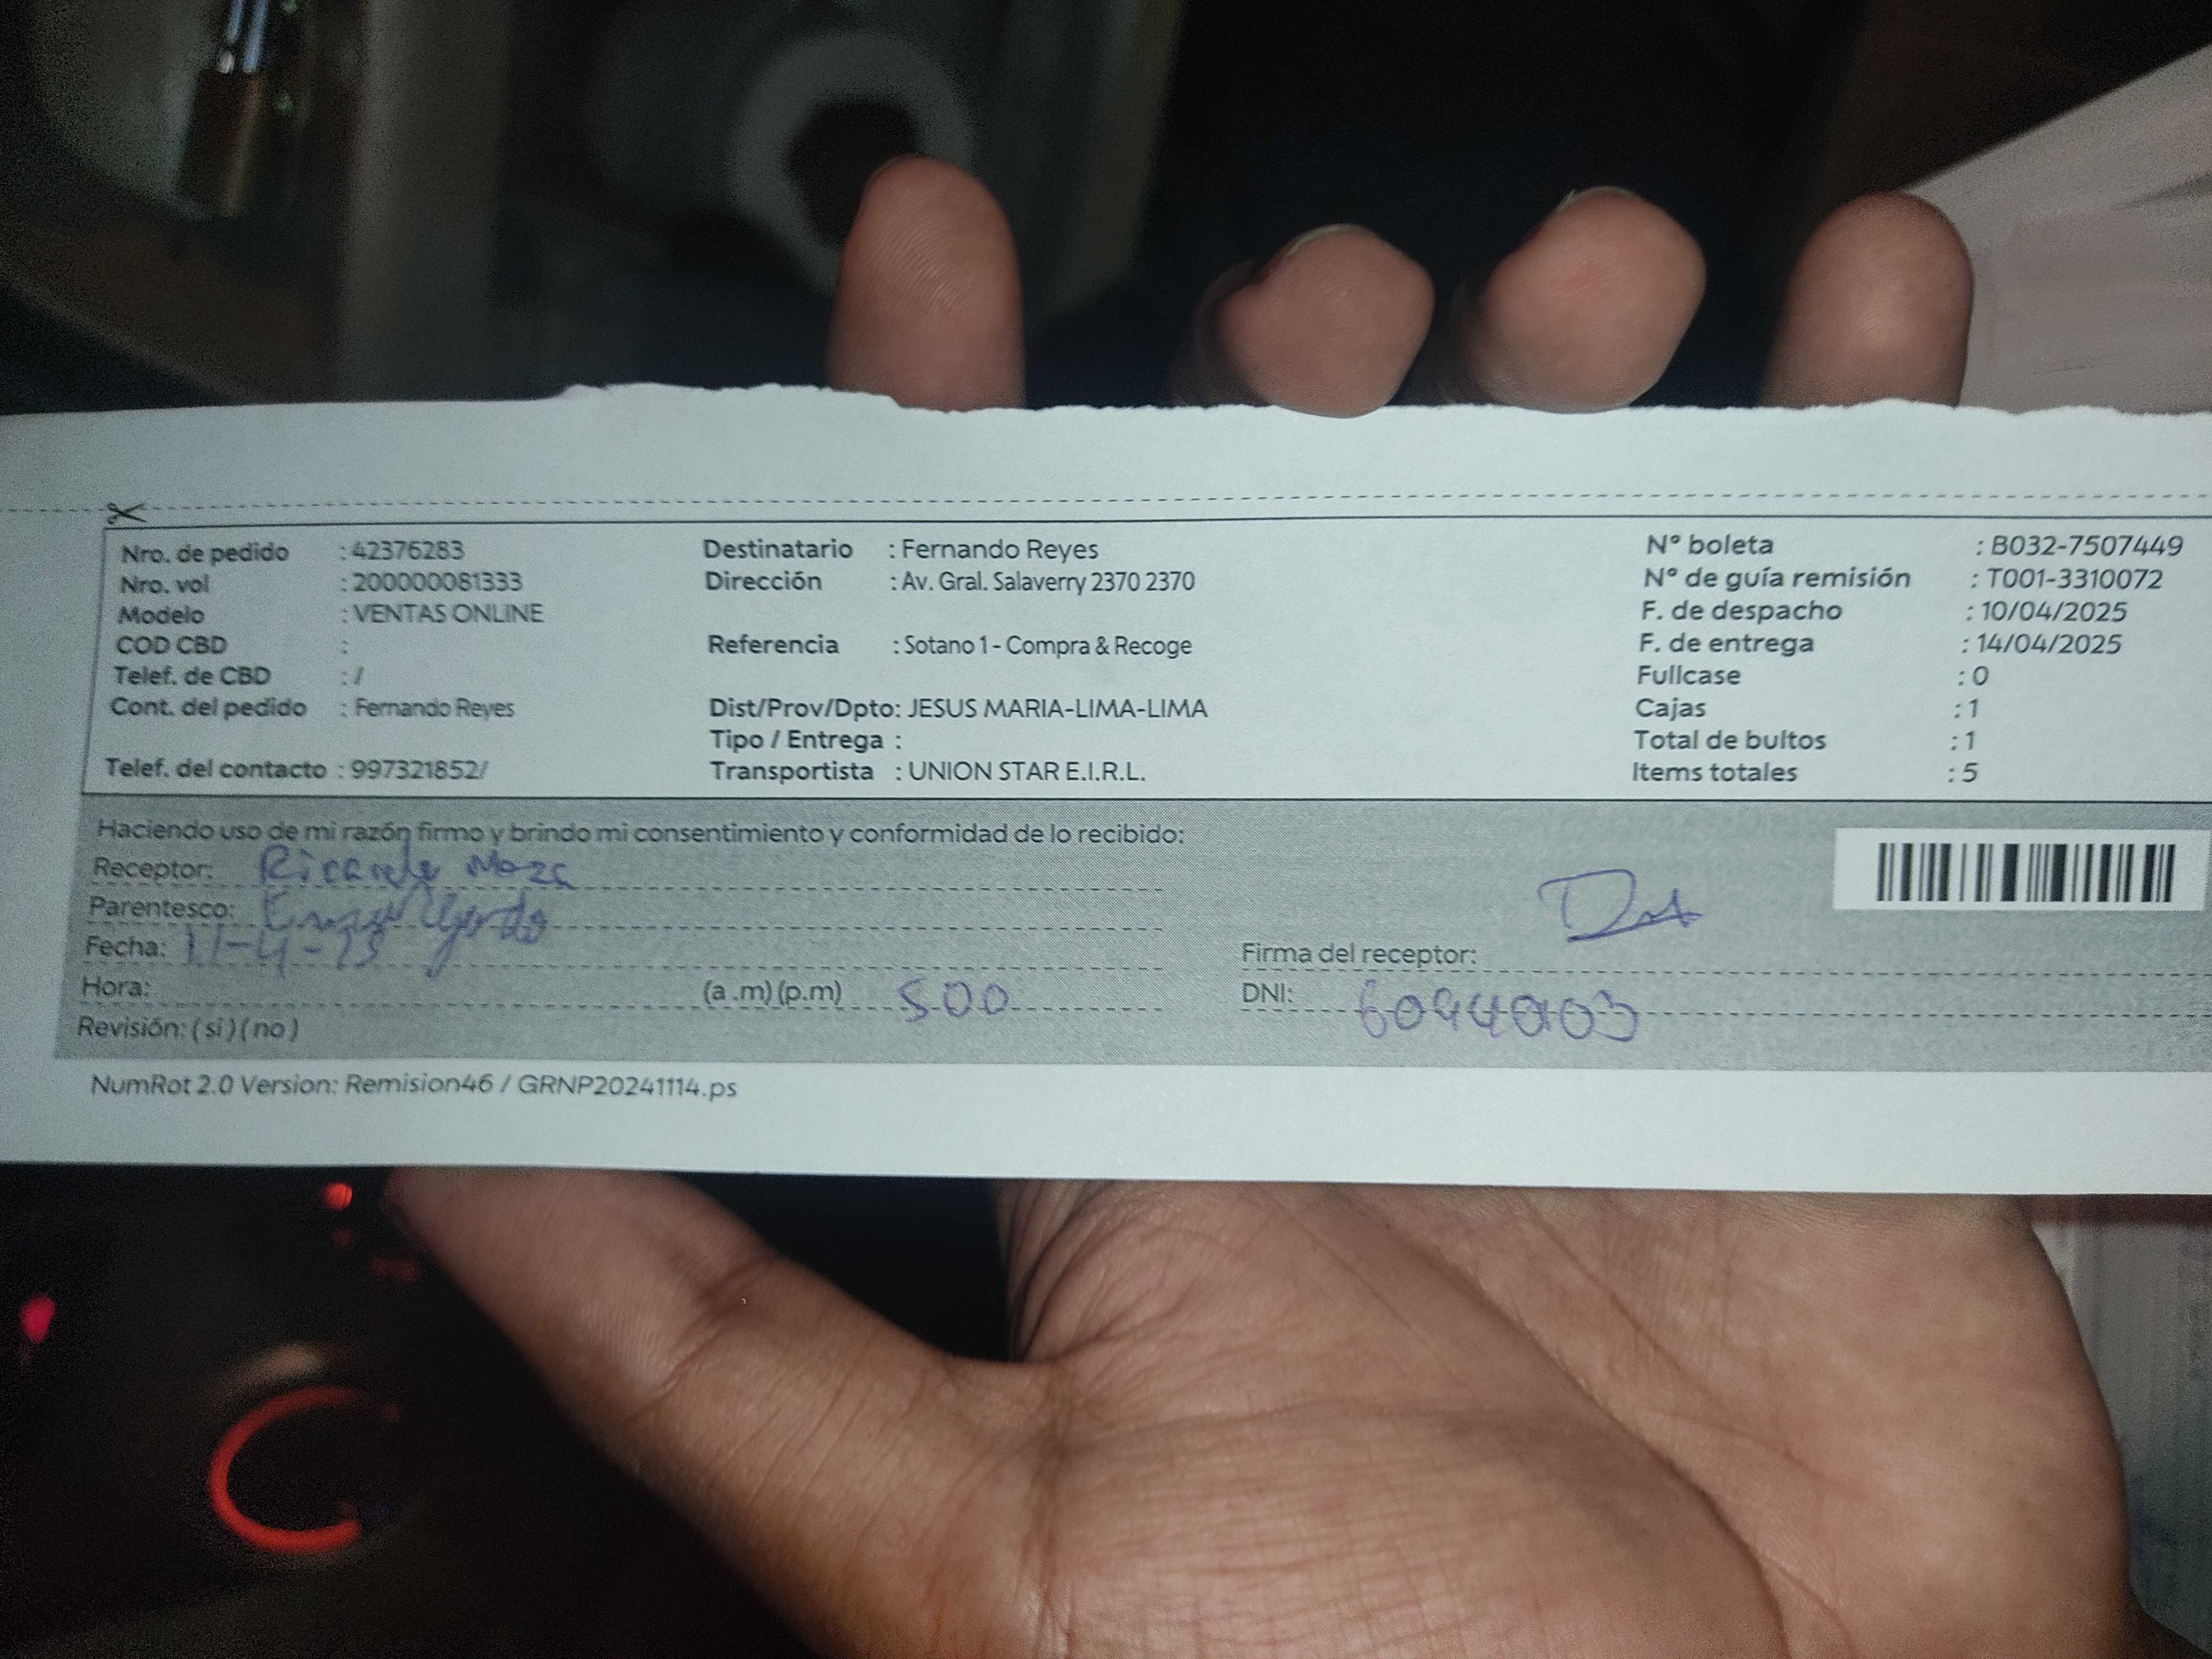 Nro. de pedido : 42376283
Nro. vol : 200000081333
Modelo : VENTAS ONLINE
COD CBD :
Telef. de CBD : /
Cont. del pedido : Fernando Reyes
Telef. del contacto : 997321852/
Destinatario : Fernando Reyes
Dirección : Av. Gral. Salaverry 2370 2370
Referencia : Sotano 1 - Compra & Recoge
Dist/Prov/Dpto: JESUS MARIA-LIMA-LIMA
Tipo / Entrega :
Transportista : UNION STAR E.I.R.L.
N° boleta : B032-7507449
N° de guía remisión : T001-3310072
F. de despacho : 10/04/2025
F. de entrega : 14/04/2025
Fullcase : 0
Cajas : 1
Total de bultos : 1
Items totales : 5
Haciendo uso de mi razón firmo y brindo mi consentimiento y conformidad de lo recibido:
Receptor: Ricardo
Parentesco:
Fecha: 11-4-25
Hora: (a .m) (p.m) 500
Revisión: ( si ) ( no )
Firma del receptor:
DNI:
NumRot 2.0 Version: Remision46 / GRNP20241114.ps